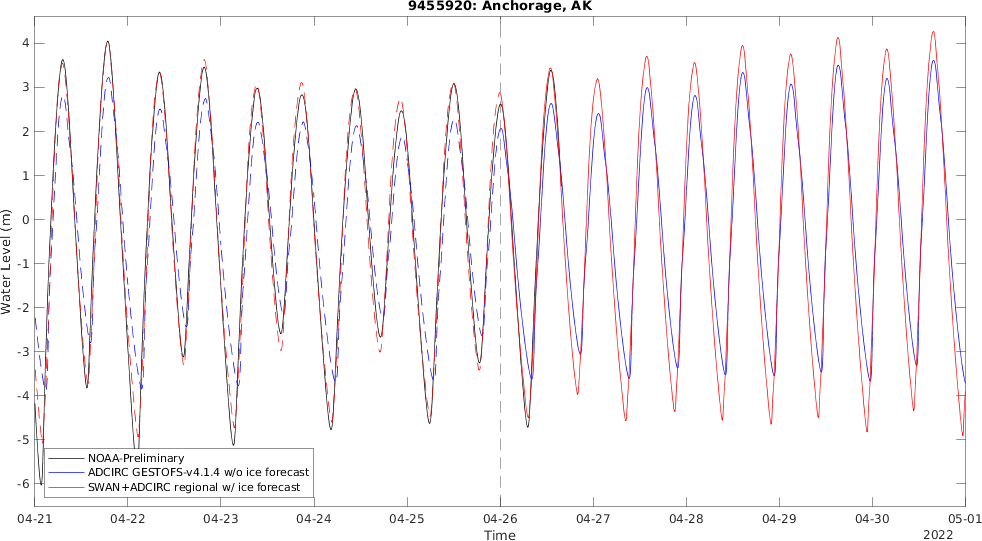 9455920: Anchorage, AK
Water Level (m)
4
3
2
1
0
-1
-2
-3
-4
-5
-6
NOAA-Preliminary
ADCIRC GESTOFS-v4.1.4 w/o ice forecast
SWAN+ADCIRC regional w/ ice forecast
04-21 04-22 04-23 04-24 04-25 04-26 04-27 04-28 04-29 04-30 05-01
Time
2022